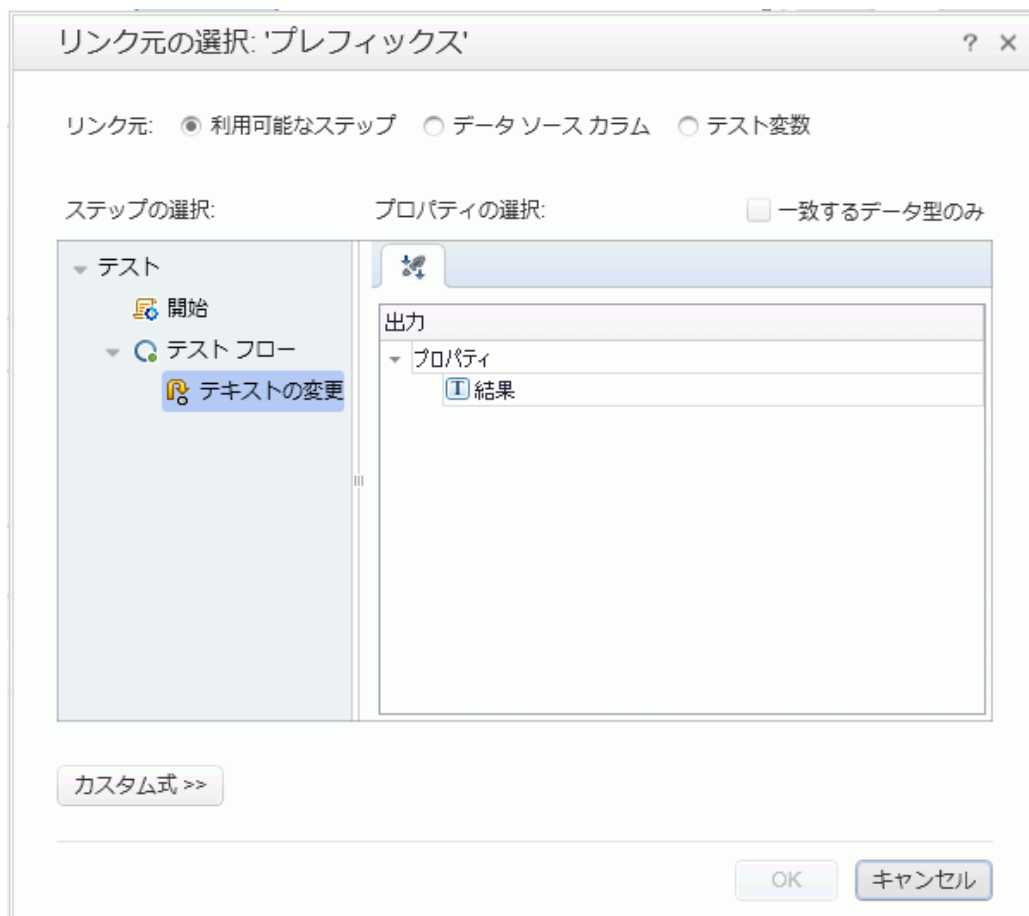 リンク元の選択: 'プレフィックス' ? ×
リンク元: 利用可能なステップ データ ソース カラム テスト変数
ステップの選択: プロパティの選択: 一致するデータ型のみ
テスト
開始
テスト フロー
テキストの変更
出力
プロパティ
T 結果
カスタム式 >>
OK キャンセル